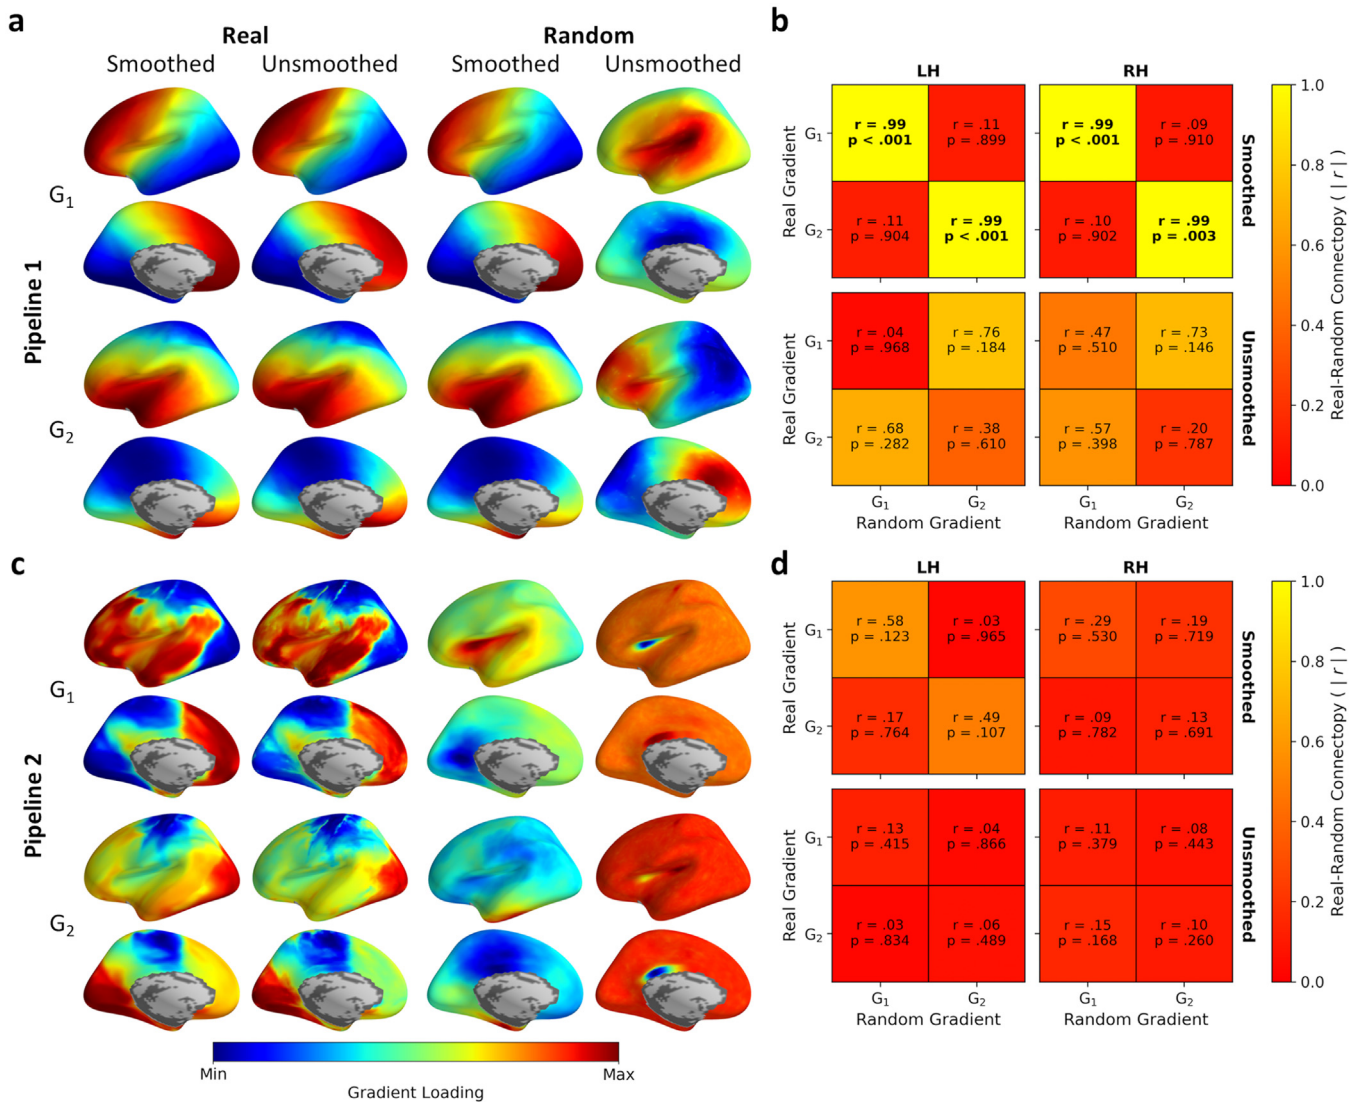 a
Real
Random
Smoothed
Unsmoothed
Smoothed
Unsmoothed
Pipeline 1
G1
G2
b
LH
RH
Real Gradient
G1
r = .99
p < .001
r = .11
p = .899
r = .99
p < .001
r = .09
p = .910
G2
r = .11
p = .904
r = .99
p < .001
r = .10
p = .902
r = .99
p = .003
Smoothed
Real Gradient
G1
r = .04
p = .968
r = .76
p = .184
r = .47
p = .510
r = .73
p = .146
G2
r = .68
p = .282
r = .38
p = .610
r = .57
p = .398
r = .20
p = .787
Unsmoothed
G1
G2
G1
G2
Random Gradient
Random Gradient
1.0
0.8
0.6
0.4
0.2
0.0
Real-Random Connectopy ( | r | )
c
Pipeline 2
G1
G2
Min
Max
Gradient Loading
d
LH
RH
Real Gradient
G1
r = .58
p = .123
r = .03
p = .965
r = .29
p = .530
r = .19
p = .719
G2
r = .17
p = .764
r = .49
p = .107
r = .09
p = .782
r = .13
p = .691
Smoothed
Real Gradient
G1
r = .13
p = .415
r = .04
p = .866
r = .11
p = .379
r = .08
p = .443
G2
r = .03
p = .834
r = .06
p = .489
r = .15
p = .168
r = .10
p = .260
Unsmoothed
G1
G2
G1
G2
Random Gradient
Random Gradient
1.0
0.8
0.6
0.4
0.2
0.0
Real-Random Connectopy ( | r | )